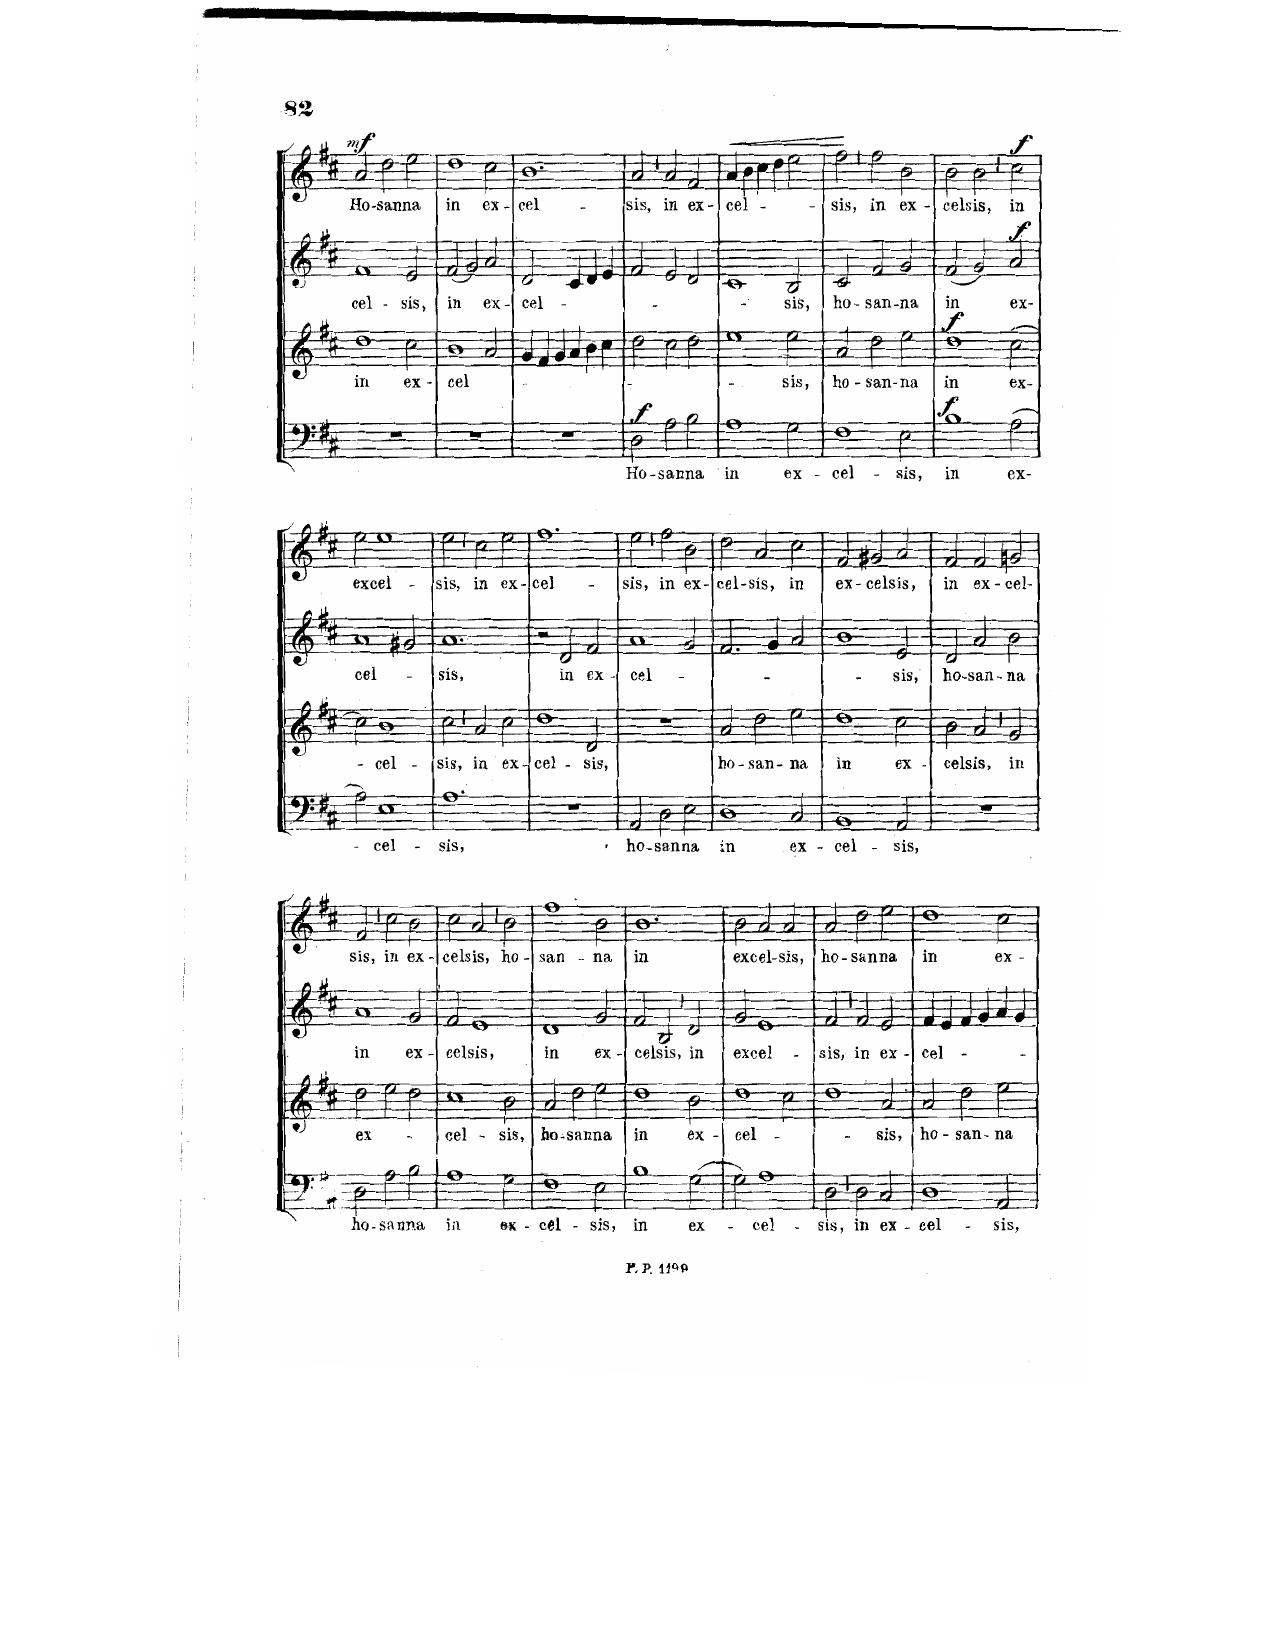 82
mf
f
Ho-sanna in ex-cel - sis, in ex-cel - - sis, in ex-celsis, in
f
cel - sis, in ex-cel - - - sis, ho-san-na in ex-
f
in ex-cel - - - sis, ho-san-na in ex-
f f
Ho-sanna in ex-cel - sis, in ex-
excel - sis, in ex-cel - sis, in ex-cel-sis, in ex-celsis, in ex-cel-
cel - sis, in ex-cel - - - sis, ho-san-na
- cel - sis, in ex-cel - sis, ho-san-na in ex-celsis, in
- cel - sis, ho-sanna in ex-cel - sis,
sis, in ex-celsis, ho-san - na in excel-sis, ho-sanna in ex-
in ex-celsis, in ex-celsis, in excel - sis, in ex-cel - -
ex - cel - sis, ho-sanna in ex-cel - - sis, ho-san-na
ho-sanna in ex-cel - sis, in ex - cel - sis, in ex-cel - sis,